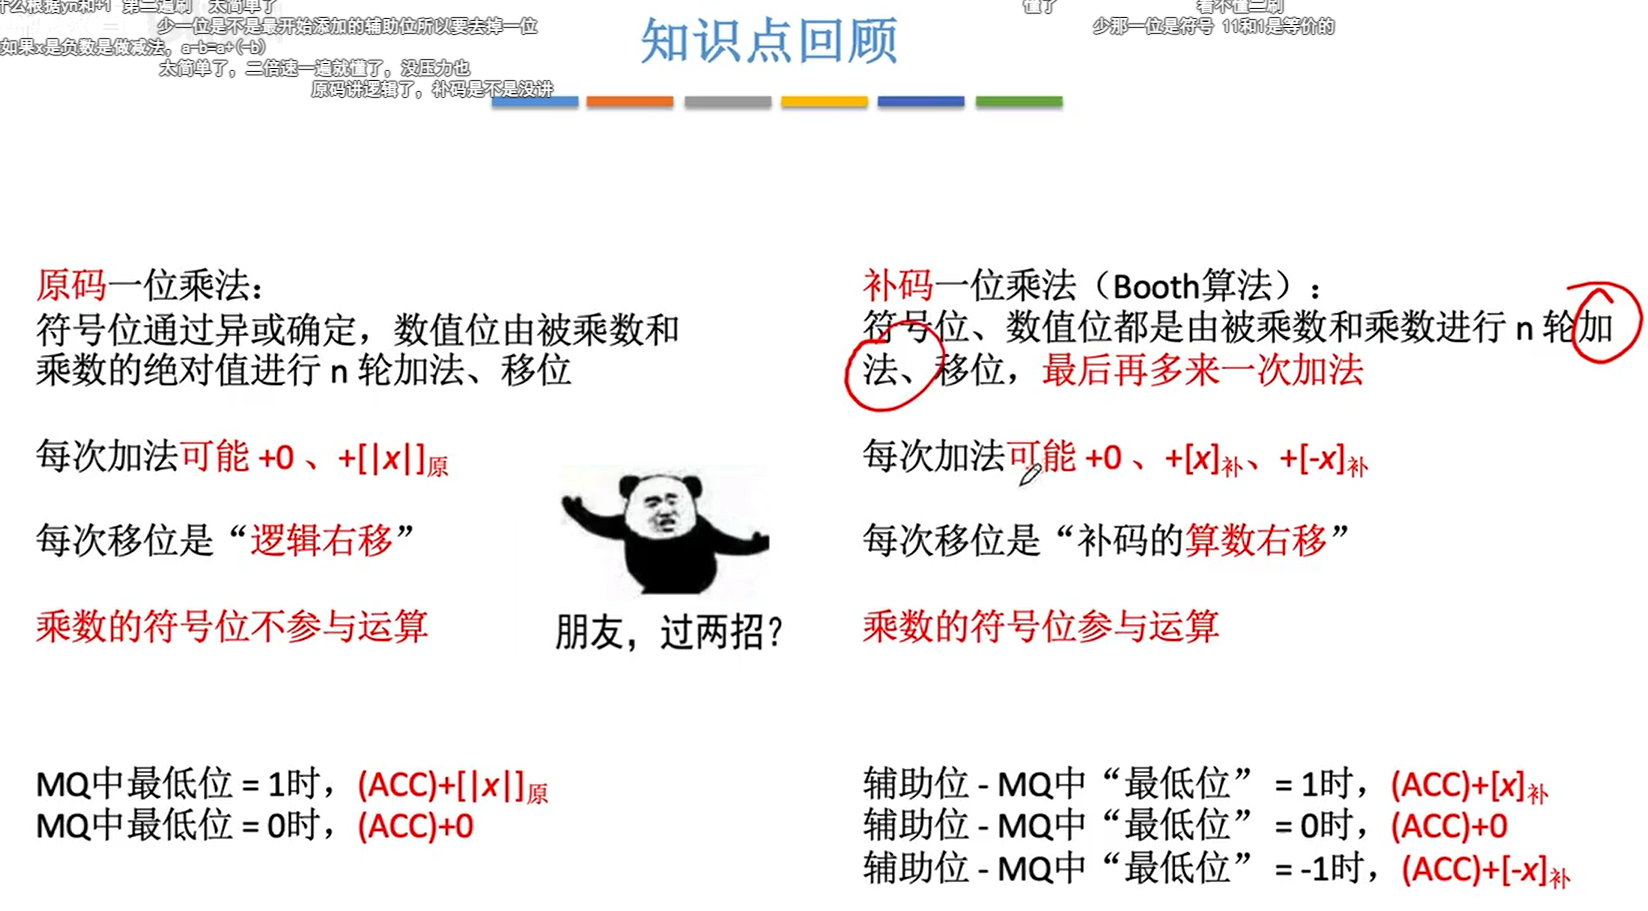 什么根据yn和+1 第二遍刷 太简单了
懂了
看不懂三刷
少一位是不是最开始添加的辅助位所以要去掉一位
少那一位是符号 11和1是等价的
如果x是负数是做减法，a-b=a+(-b)
太简单了，二倍速一遍就懂了，没压力也
原码讲逻辑了，补码是不是没讲
知识点回顾
原码一位乘法：
符号位通过异或确定，数值位由被乘数和
乘数的绝对值进行 n 轮加法、移位
每次加法可能 +0 、+[|x|]原
每次移位是“逻辑右移”
乘数的符号位不参与运算
MQ中最低位 = 1时，(ACC)+[|x|]原
MQ中最低位 = 0时，(ACC)+0
朋友，过两招?
补码一位乘法（Booth算法）：
符号位、数值位都是由被乘数和乘数进行 n 轮加
法、移位，最后再多来一次加法
每次加法可能 +0 、+[x]补、+[-x]补
每次移位是“补码的算数右移”
乘数的符号位参与运算
辅助位 - MQ中“最低位” = 1时，(ACC)+[x]补
辅助位 - MQ中“最低位” = 0时，(ACC)+0
辅助位 - MQ中“最低位” = -1时，(ACC)+[-x]补